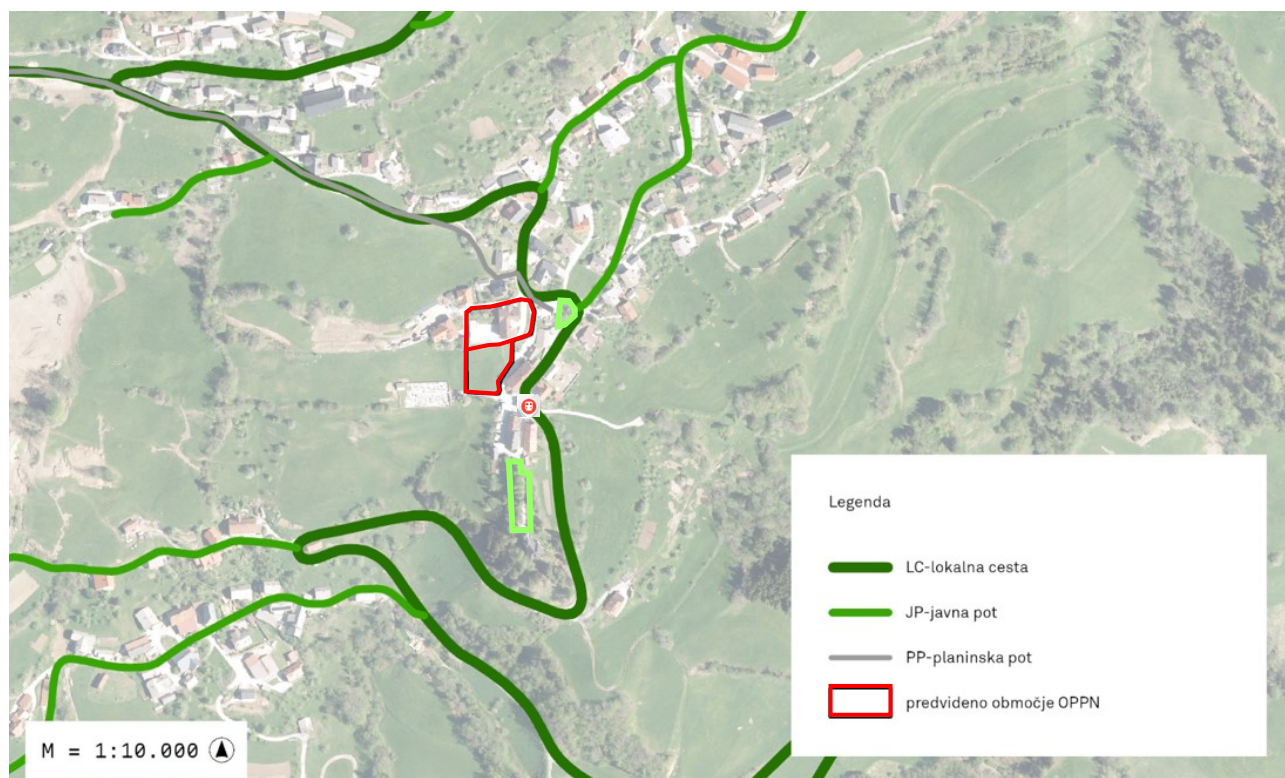 Legenda
LC-lokalna cesta
JP-javna pot
PP-planinska pot
predvideno območje OPPN
M = 1:10.000